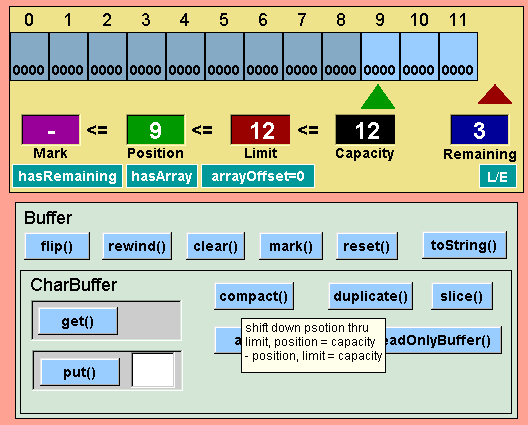 0 1 2 3 4 5 6 7 8 9 10 11
0000 0000 0000 0000 0000 0000 0000 0000 0000 0000 0000 0000
- <= 9 <= 12 <= 12 3
Mark Position Limit Capacity Remaining
hasRemaining hasArray arrayOffset=0 L/E
Buffer
flip() rewind() clear() mark() reset() toString()
CharBuffer
compact() duplicate() slice()
get()
shift down psotion thru
limit, position = capacity
- position, limit = capacity
a eadOnlyBuffer()
put()